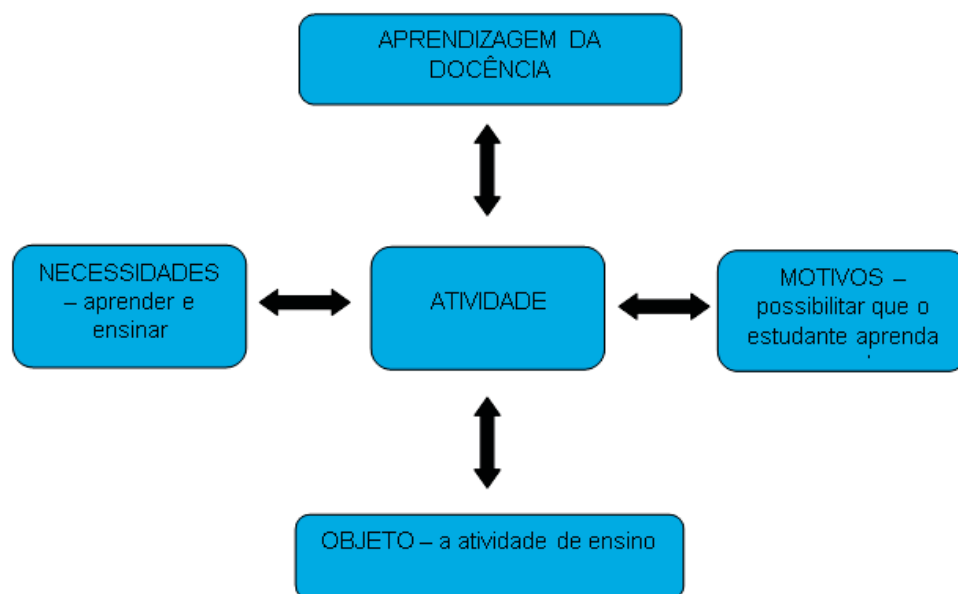 APRENDIZAGEM DA
DOCÊNCIA
NECESSIDADES
– aprender e
ensinar
ATIVIDADE
MOTIVOS –
possibilitar que o
estudante aprenda
OBJETO – a atividade de ensino